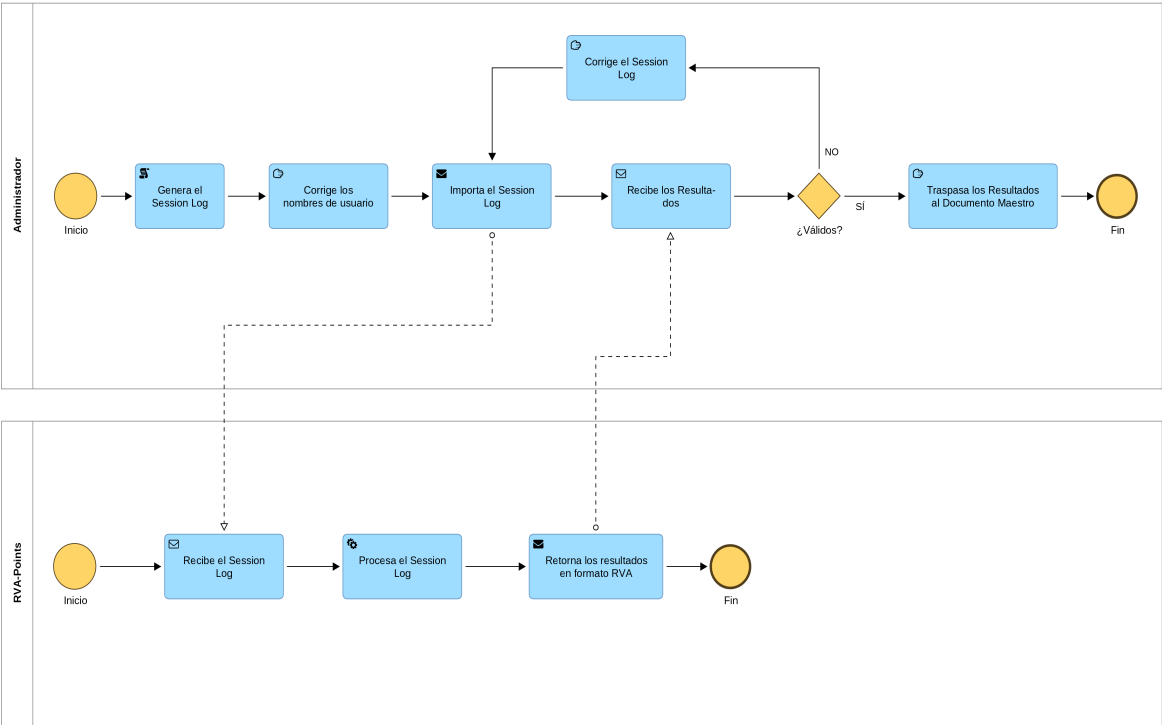 Administrador
Corrige el Session
Log
NO
Genera el
Session Log
Corrige los
nombres de usuario
Importa el Session
Log
Recibe los Resulta-
dos
¿Válidos?
SÍ
Traspasa los Resultados
al Documento Maestro
Inicio
Fin
RVA-Points
Recibe el Session
Log
Procesa el Session
Log
Retorna los resultados
en formato RVA
Inicio
Fin